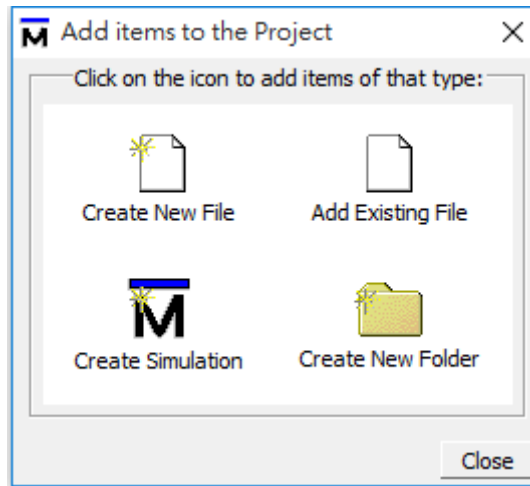 Add items to the Project
Click on the icon to add items of that type:
Create New File
Add Existing File
Create Simulation
Create New Folder
Close